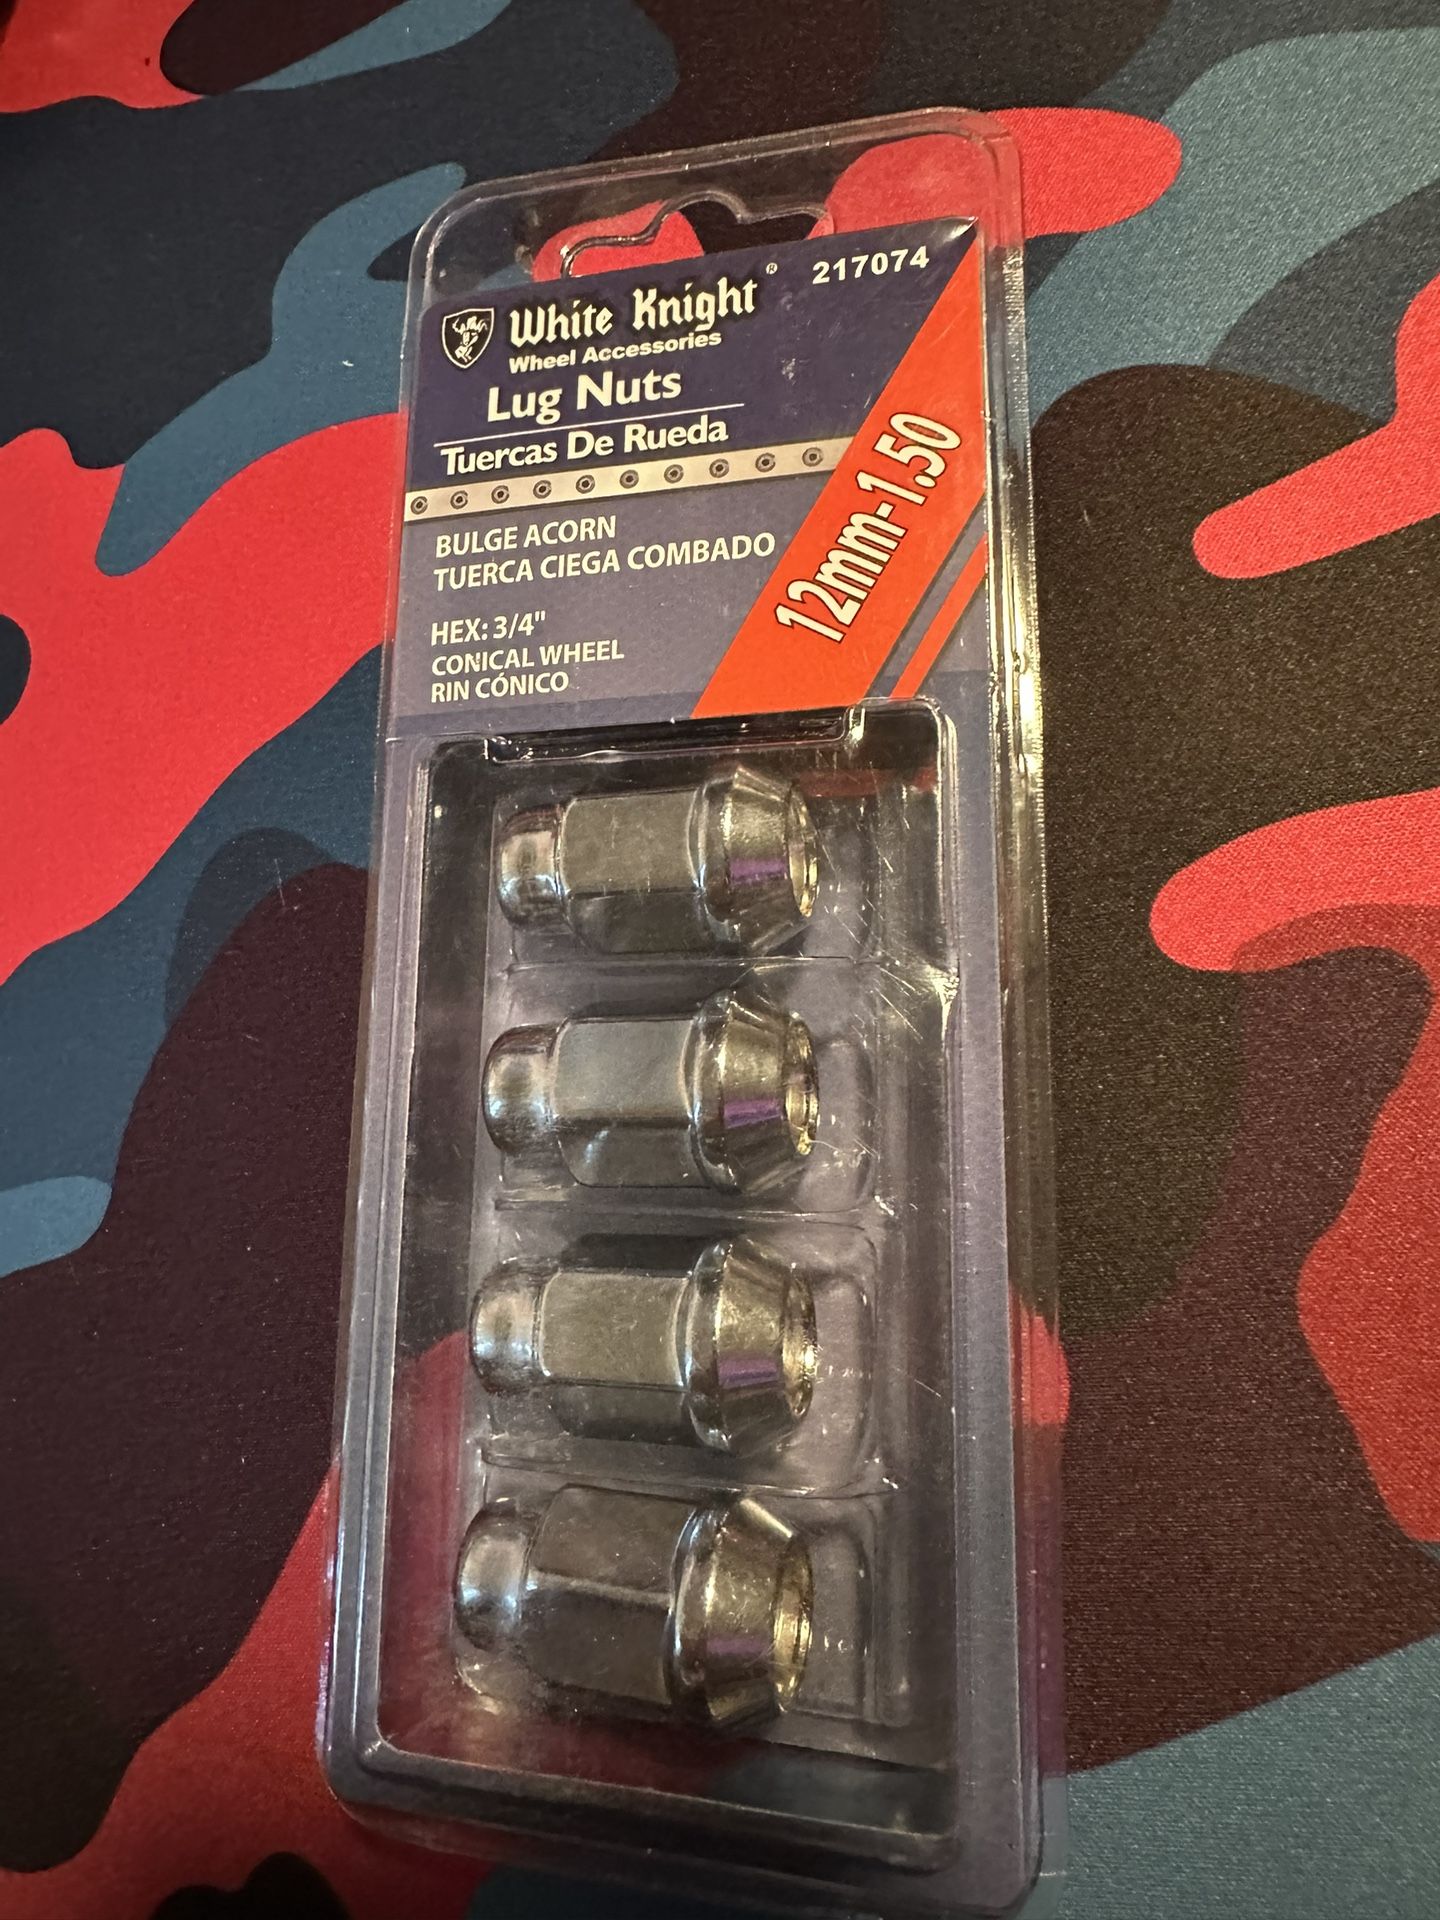 White Knight® 217074
Wheel Accessories
Lug Nuts
Tuercas De Rueda
12mm-1.50
BULGE ACORN
TUERCA CIEGA COMBADO
HEX: 3/4"
CONICAL WHEEL
RIN CÓNICO